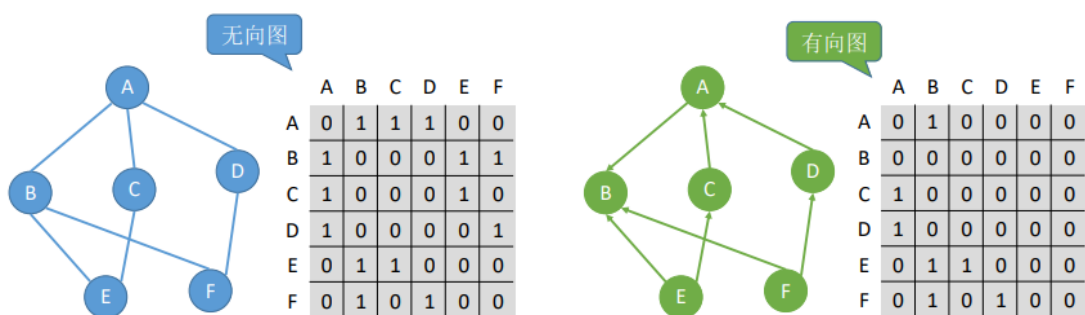 无向图
有向图
A
B
C
D
E
F
A B C D E F
A 0 1 1 1 0 0
B 1 0 0 0 1 1
C 1 0 0 0 1 0
D 1 0 0 0 0 1
E 0 1 1 0 0 0
F 0 1 0 1 0 0
A
B
C
D
E
F
A B C D E F
A 0 1 0 0 0 0
B 0 0 0 0 0 0
C 1 0 0 0 0 0
D 1 0 0 0 0 0
E 0 1 1 0 0 0
F 0 1 0 1 0 0